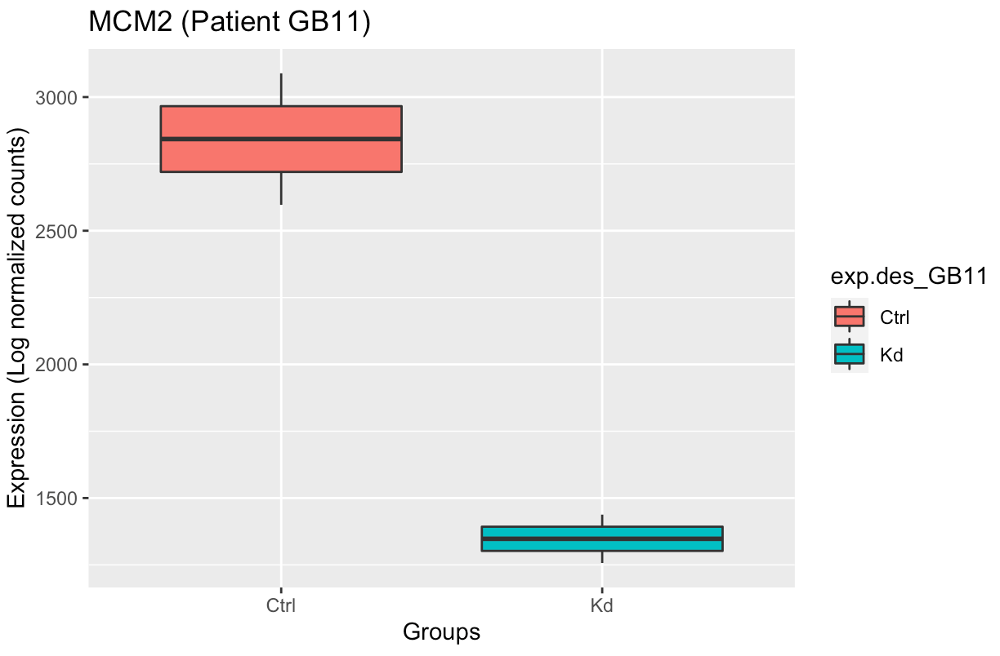 MCM2 (Patient GB11)
Expression (Log normalized counts)
3000
2500
2000
1500
Ctrl
Kd
Groups
exp.des_GB11
Ctrl
Kd